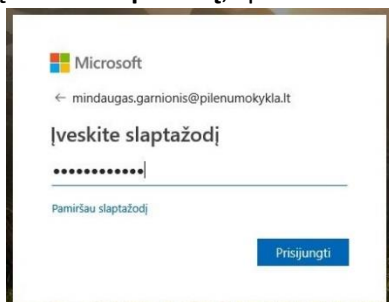 Microsoft
← mindaugas.garnionis@pilenumokykla.lt
Įveskite slaptažodį
••••••••••••
Pamiršau slaptažodį
Prisijungti